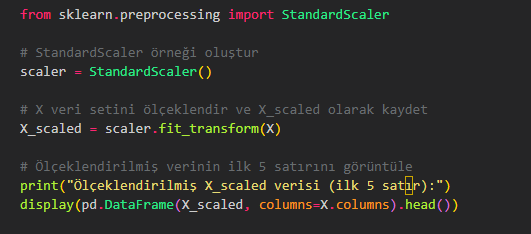 from sklearn.preprocessing import StandardScaler
# StandardScaler örneği oluştur
scaler = StandardScaler()
# X veri setini ölçeklendir ve X_scaled olarak kaydet
X_scaled = scaler.fit_transform(X)
# Ölçeklendirilmiş verinin ilk 5 satırını görüntüle
print("Ölçeklendirilmiş X_scaled verisi (ilk 5 satır):")
display(pd.DataFrame(X_scaled, columns=X.columns).head())